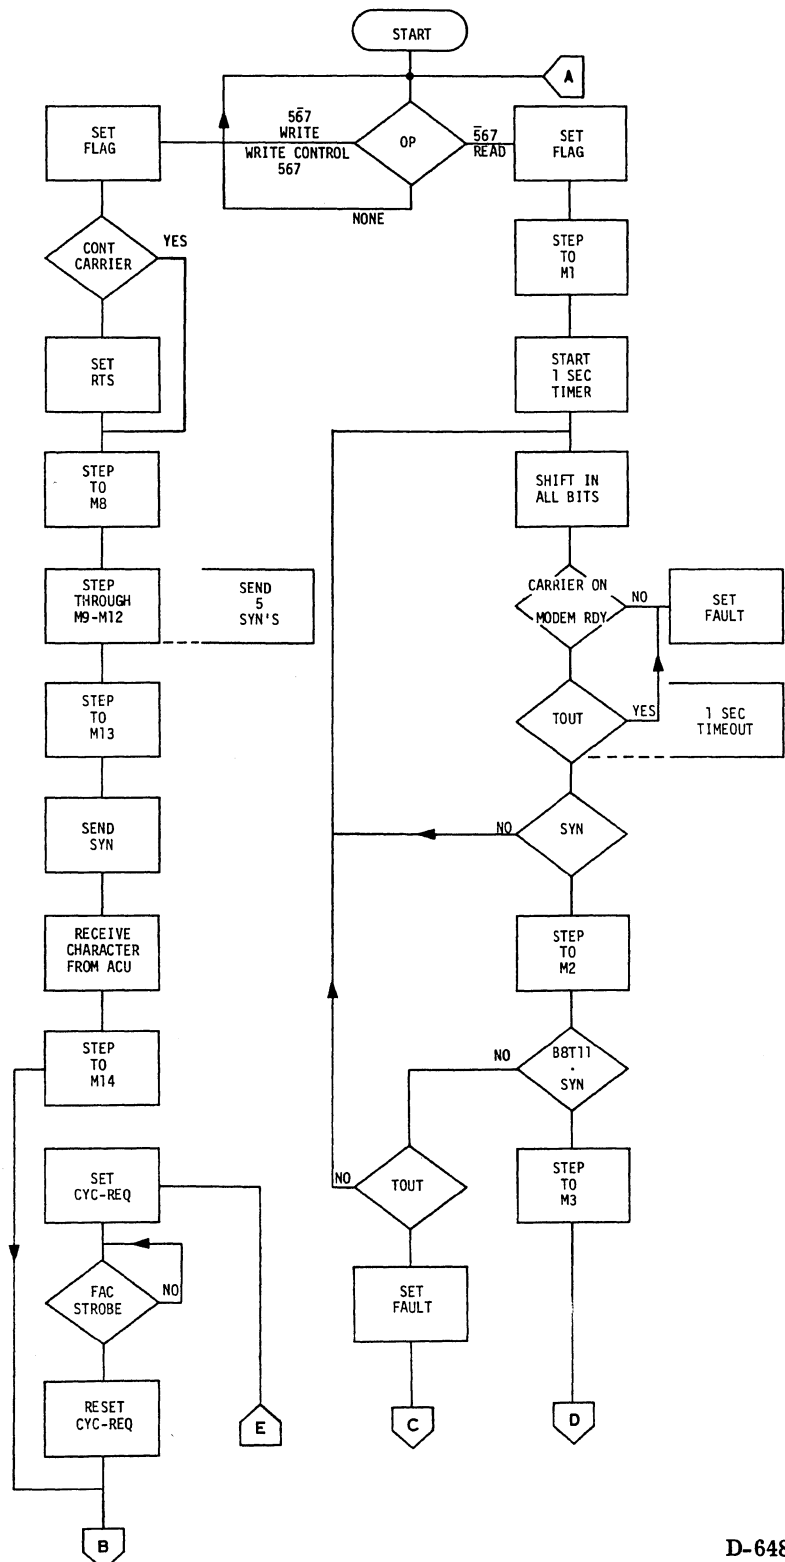 START
A
56̄7
WRITE
WRITE CONTROL
567
OP
5̄67
READ
NONE
SET
FLAG
CONT
CARRIER
YES
SET
RTS
STEP
TO
M8
STEP
THROUGH
M9-M12
SEND
5
SYN'S
STEP
TO
M13
SEND
SYN
RECEIVE
CHARACTER
FROM ACU
STEP
TO
M14
SET
CYC-REQ
FAC
STROBE
NO
RESET
CYC-REQ
B
E
SET
FLAG
STEP
TO
M1
START
1 SEC
TIMER
SHIFT IN
ALL BITS
CARRIER ON
MODEM RDY
NO
SET
FAULT
TOUT
YES
1 SEC
TIMEOUT
SYN
NO
STEP
TO
M2
B8T11
·
SYN
NO
TOUT
NO
SET
FAULT
C
STEP
TO
M3
D
D-648